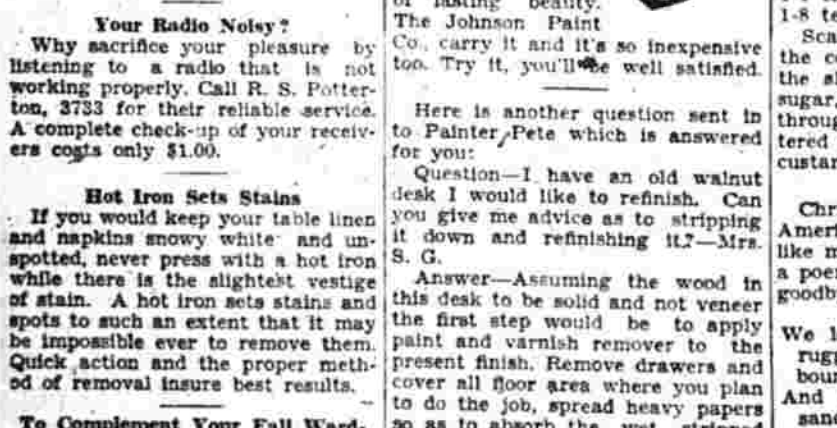 Your Radio Noisy?
Why sacrifice your pleasure by
listening to a radio that is not
working properly. Call R. S. Potter-
ton, 3733 for their reliable service.
A complete check-up of your receiv-
ers costs only $1.00.
Hot Iron Sets Stains
If you would keep your table linen
and napkins snowy white and un-
spotted, never press with a hot iron
while there is the slightest vestige
of stain. A hot iron sets stains and
spots to such an extent that it may
be impossible ever to remove them.
Quick action and the proper meth-
od of removal insure best results.
To Complement Your Fall Ward-
of lasting beauty.
The Johnson Paint
Co., carry it and it's so inexpensive
too. Try it, you'll be well satisfied.
Here is another question sent in
to Painter Pete which is answered
for you:
Question—I have an old walnut
desk I would like to refinish. Can
you give me advice as to stripping
it down and refinishing it?—Mrs.
S. G.
Answer—Assuming the wood in
this desk to be solid and not veneer
the first step would be to apply
paint and varnish remover to the
present finish. Remove drawers and
cover all floor area where you plan
to do the job, spread heavy papers
so as to absorb the wet stripped
1-8 te
Sca
the c
the s
sugar
throug
tered
custar
Chr
Ameri
like m
a poe
goodb
We l
rug
bour
And
sand